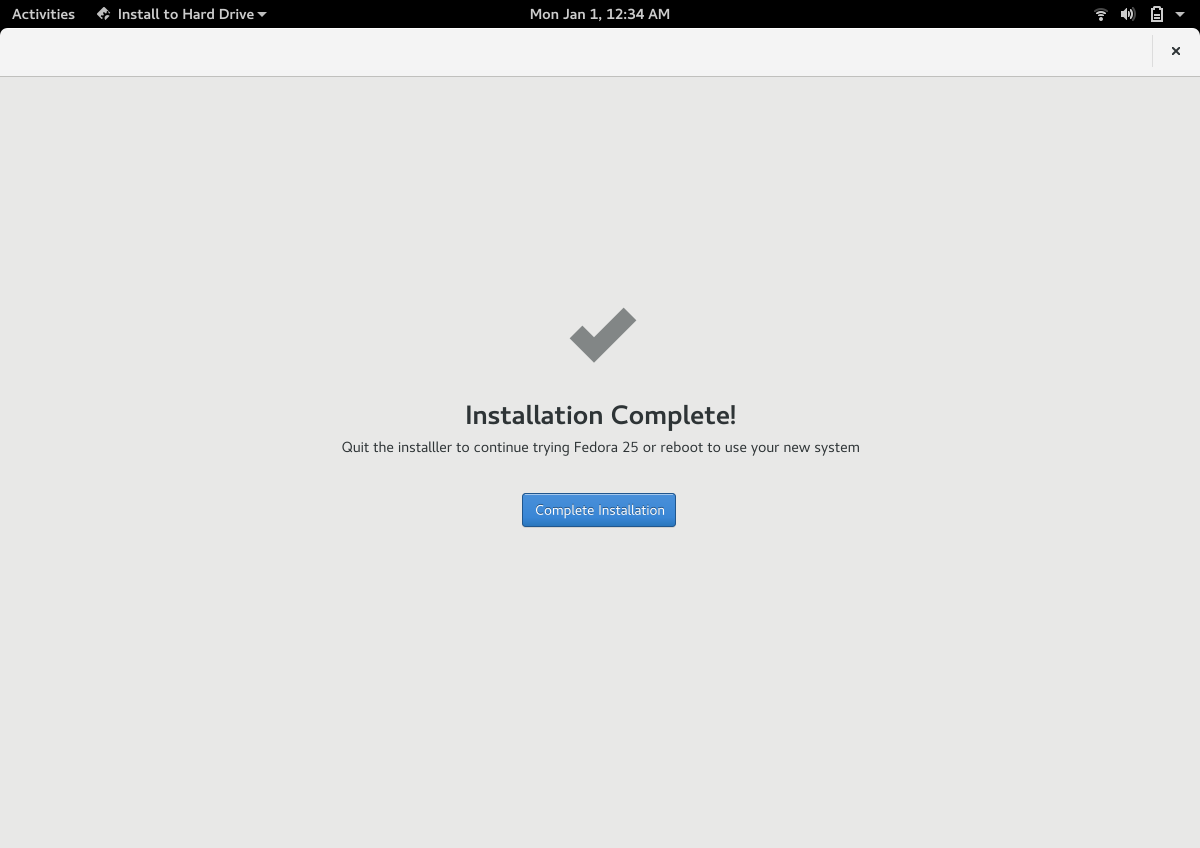 Activities Install to Hard Drive Mon Jan 1, 12:34 AM
Installation Complete!
Quit the installler to continue trying Fedora 25 or reboot to use your new system
Complete Installation